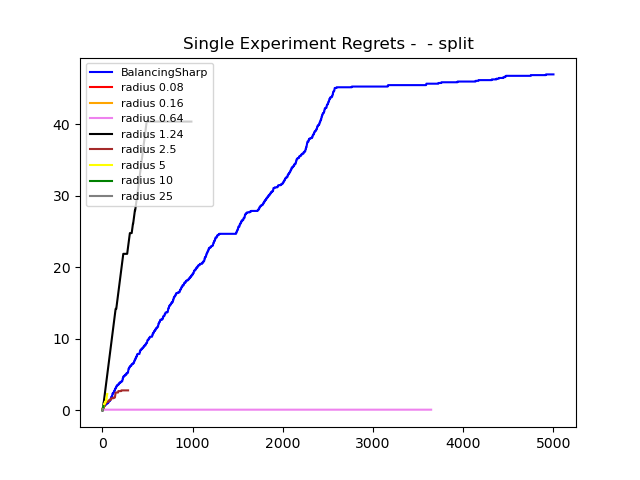 Single Experiment Regrets -  - split
BalancingSharp
radius 0.08
radius 0.16
radius 0.64
radius 1.24
radius 2.5
radius 5
radius 10
radius 25
40
30
20
10
0
0 1000 2000 3000 4000 5000